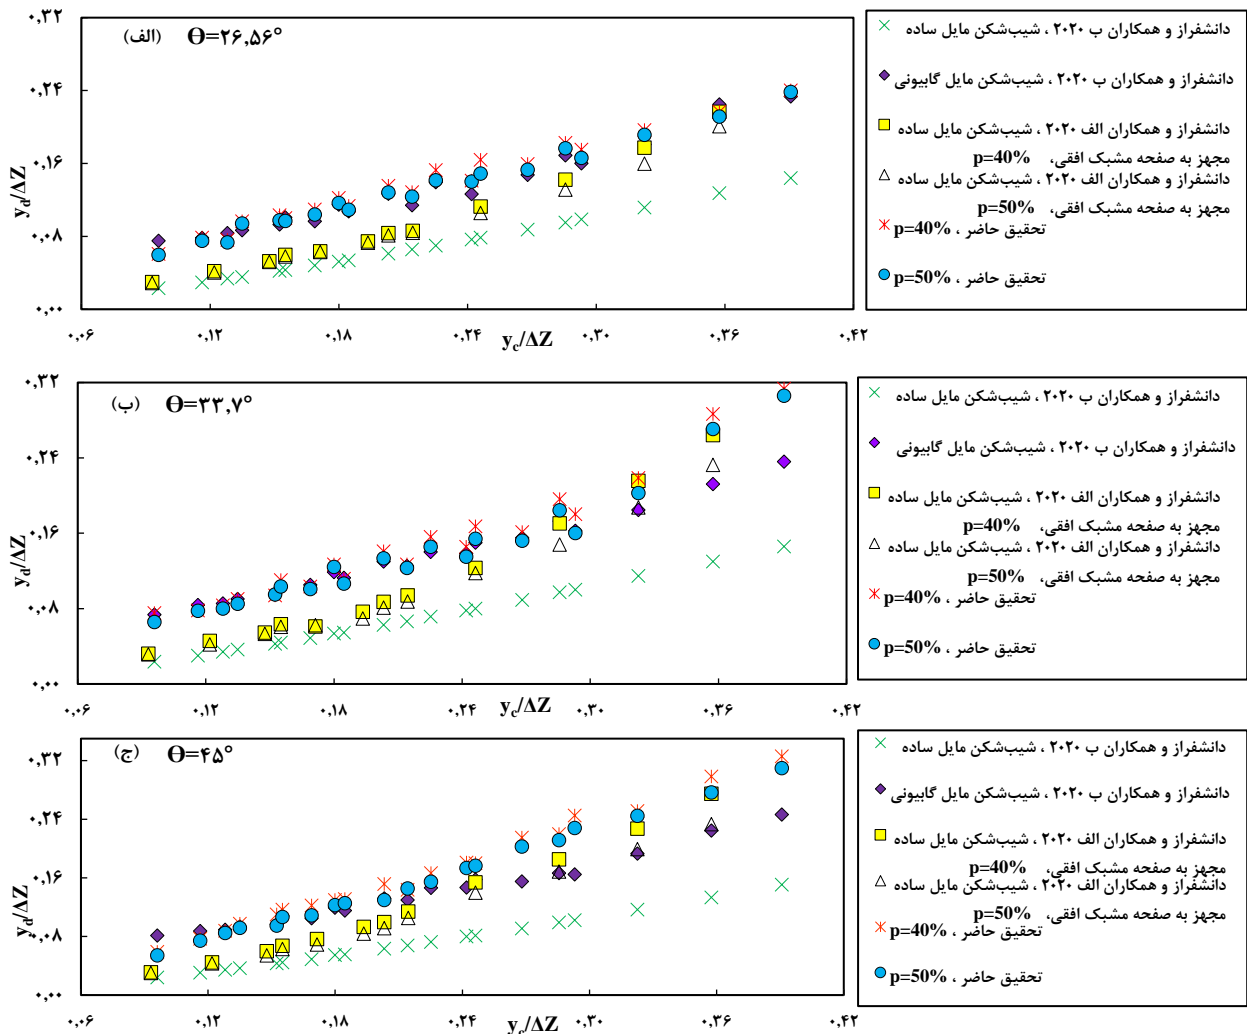 (الف)
Θ=۲۶,۵۶°
۰,۳۲
۰,۲۴
۰,۱۶
۰,۰۸
۰,۰۰
y_d/ΔZ
۰,۰۶ ۰,۱۲ ۰,۱۸ ۰,۲۴ ۰,۳۰ ۰,۳۶ ۰,۴۲
y_c/ΔZ
دانشفراز و همکاران ب ۲۰۲۰ ، شیب‌شکن مایل ساده
دانشفراز و همکاران ب ۲۰۲۰ ، شیب‌شکن مایل گابیونی
دانشفراز و همکاران الف ۲۰۲۰ ، شیب‌شکن مایل ساده
مجهز به صفحه مشبک افقی، p=40%
دانشفراز و همکاران الف ۲۰۲۰ ، شیب‌شکن مایل ساده
مجهز به صفحه مشبک افقی، p=50%
تحقیق حاضر ، p=40%
تحقیق حاضر ، p=50%
(ب)
Θ=۳۳,۷°
۰,۳۲
۰,۲۴
۰,۱۶
۰,۰۸
۰,۰۰
y_d/ΔZ
۰,۰۶ ۰,۱۲ ۰,۱۸ ۰,۲۴ ۰,۳۰ ۰,۳۶ ۰,۴۲
y_c/ΔZ
دانشفراز و همکاران ب ۲۰۲۰ ، شیب‌شکن مایل ساده
دانشفراز و همکاران ب ۲۰۲۰ ، شیب‌شکن مایل گابیونی
دانشفراز و همکاران الف ۲۰۲۰ ، شیب‌شکن مایل ساده
مجهز به صفحه مشبک افقی، p=40%
دانشفراز و همکاران الف ۲۰۲۰ ، شیب‌شکن مایل ساده
مجهز به صفحه مشبک افقی، p=50%
تحقیق حاضر ، p=40%
تحقیق حاضر ، p=50%
(ج)
Θ=۴۵°
۰,۳۲
۰,۲۴
۰,۱۶
۰,۰۸
۰,۰۰
y_d/ΔZ
۰,۰۶ ۰,۱۲ ۰,۱۸ ۰,۲۴ ۰,۳۰ ۰,۳۶ ۰,۴۲
y_c/ΔZ
دانشفراز و همکاران ب ۲۰۲۰ ، شیب‌شکن مایل ساده
دانشفراز و همکاران ب ۲۰۲۰ ، شیب‌شکن مایل گابیونی
دانشفراز و همکاران الف ۲۰۲۰ ، شیب‌شکن مایل ساده
مجهز به صفحه مشبک افقی، p=40%
دانشفراز و همکاران الف ۲۰۲۰ ، شیب‌شکن مایل ساده
مجهز به صفحه مشبک افقی، p=50%
تحقیق حاضر ، p=40%
تحقیق حاضر ، p=50%